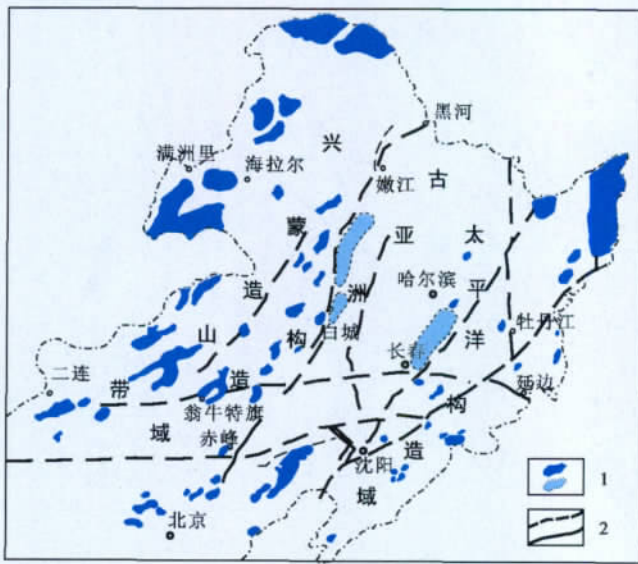 黑河
兴
满洲里
海拉尔
嫩江
古
蒙
亚
太
造
洲
哈尔滨
平
山
构
白城
洋
牡丹江
二连
长春
带
造
翁牛特旗
构
延边
域
赤峰
沈阳
造
域
北京
1
2